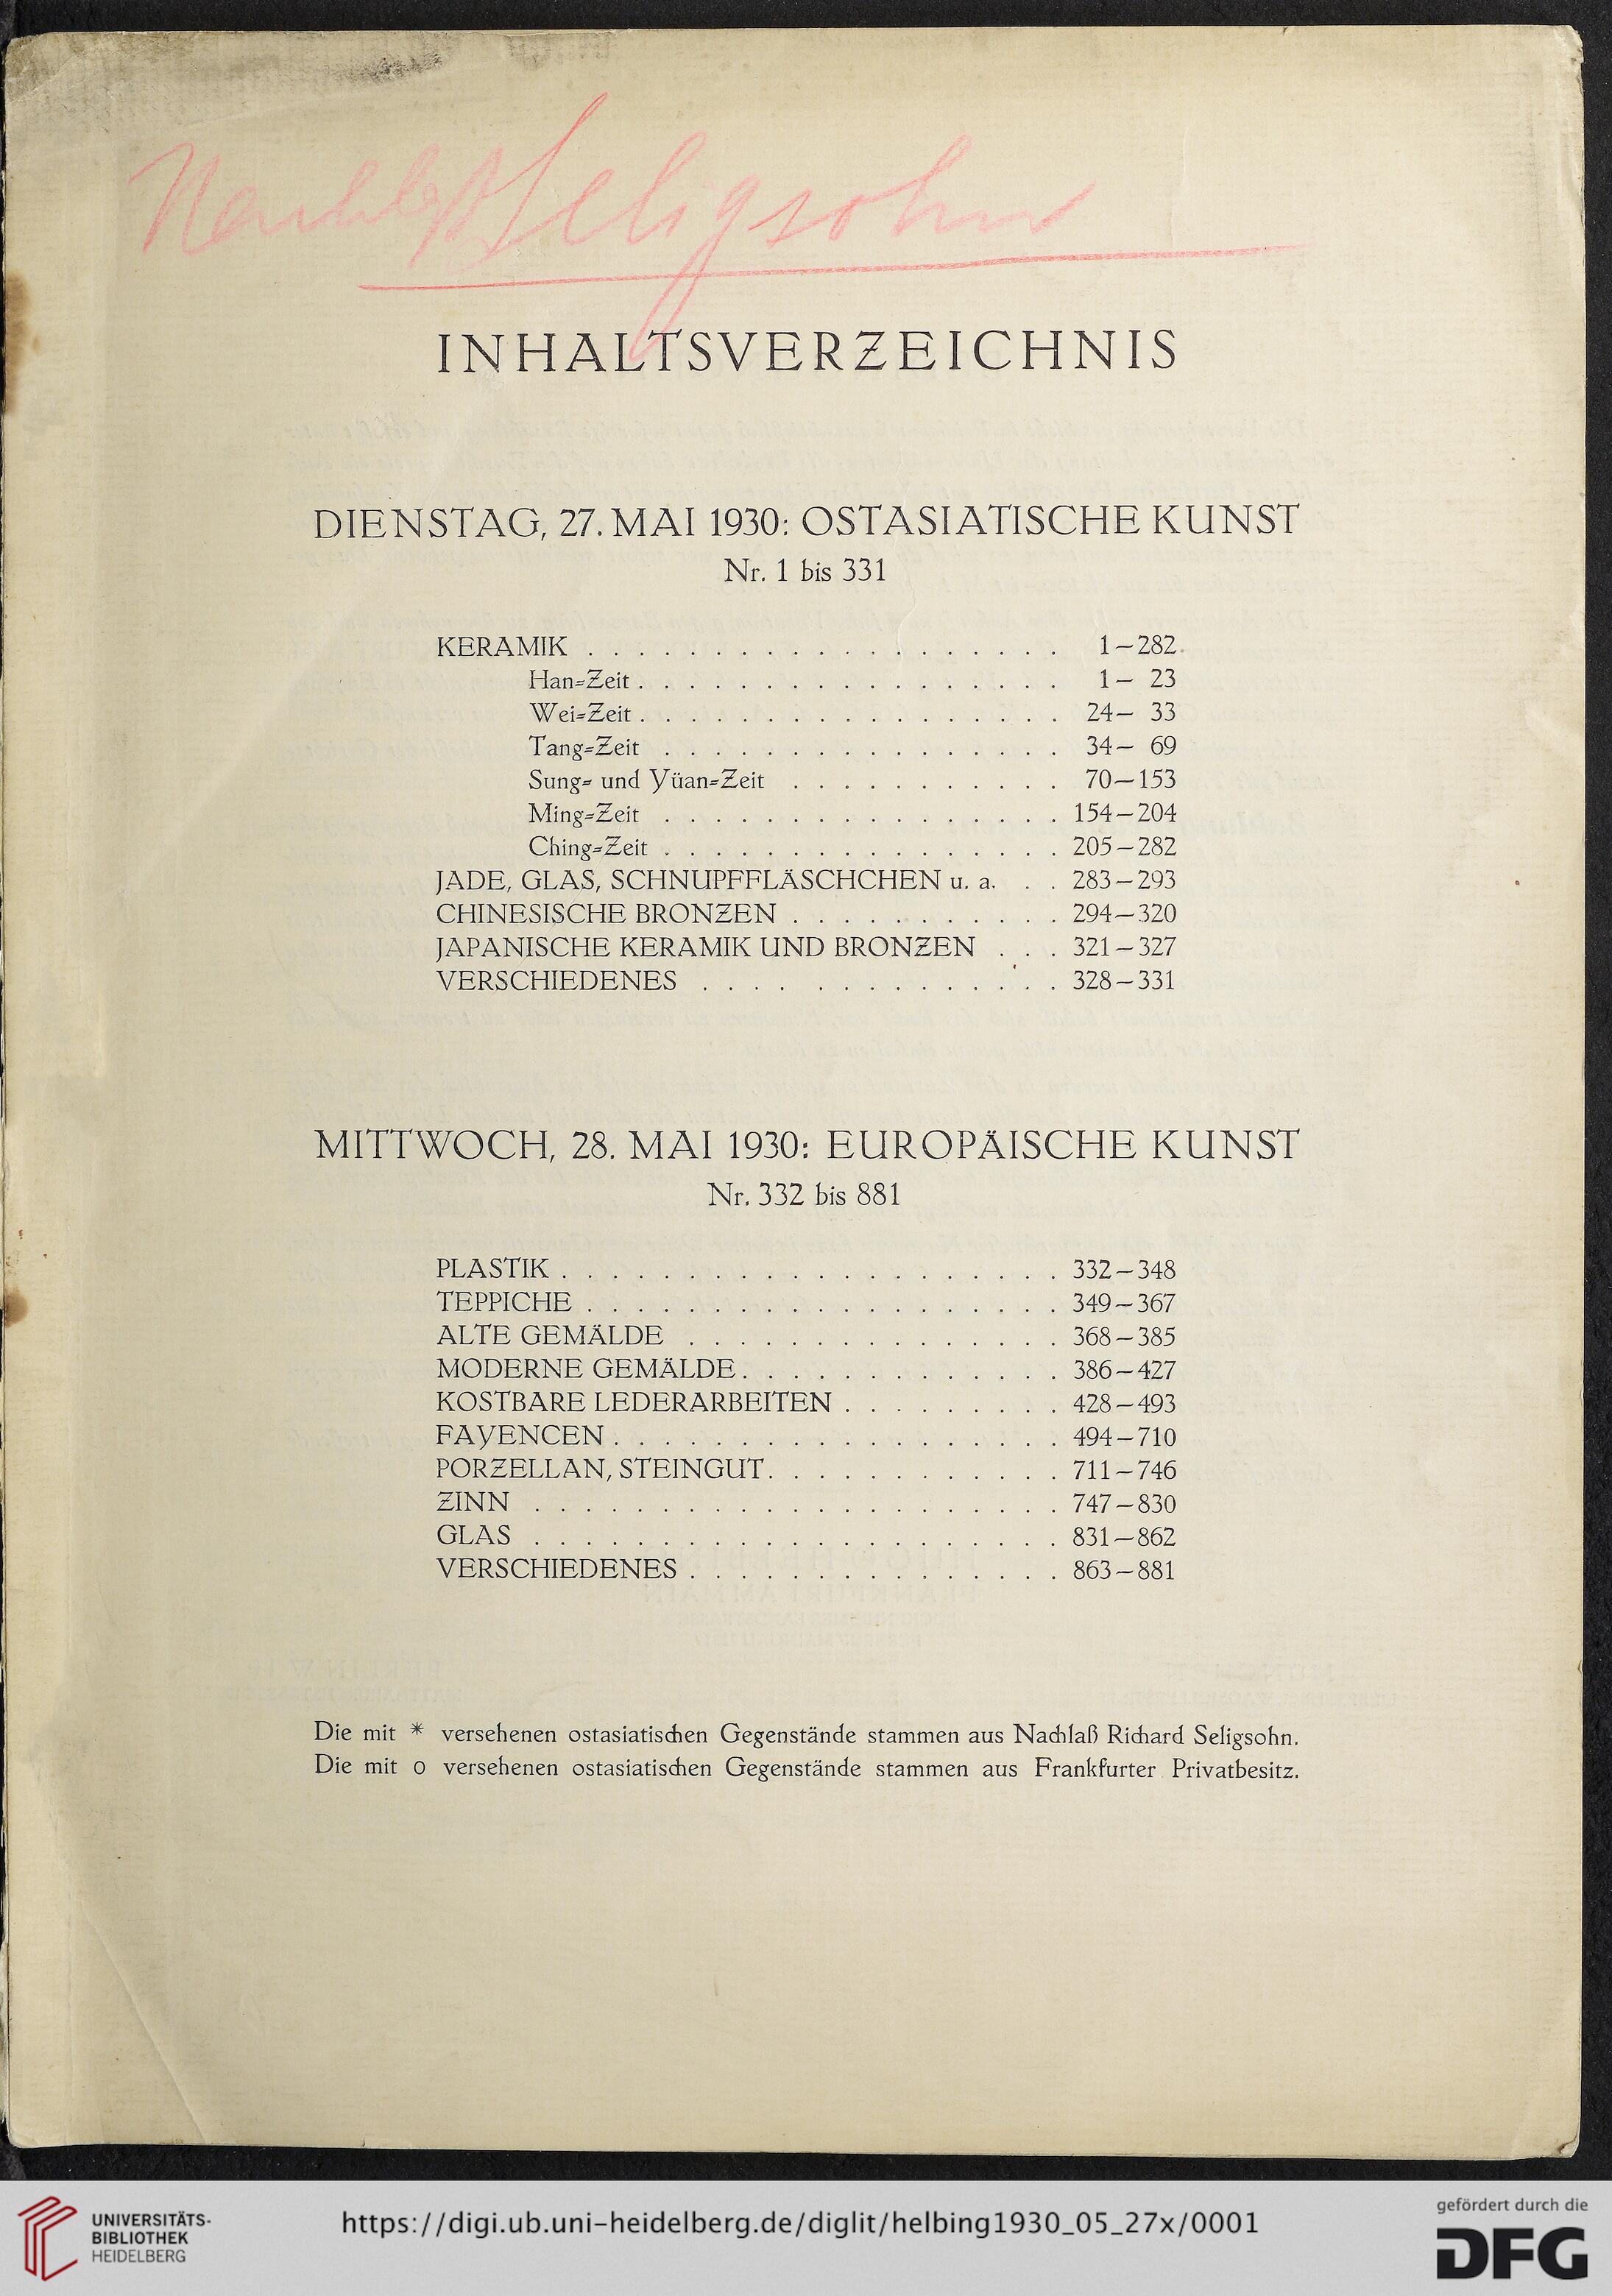 Nachlaß Seligsohn
INHALTSVERZEICHNIS
DIENSTAG, 27. MAI 1930: OSTASIATISCHE KUNST
Nr. 1 bis 331
KERAMIK . . . . . . . . . . . . . . . . . . . 1—282
Han=Zeit . . . . . . . . . . . . . . . . . 1— 23
Wei=Zeit . . . . . . . . . . . . . . . . . 24— 33
Tang=Zeit . . . . . . . . . . . . . . . . 34— 69
Sung= und Yüan=Zeit . . . . . . . . . . . 70—153
Ming=Zeit . . . . . . . . . . . . . . . . 154—204
Ching=Zeit . . . . . . . . . . . . . . . . 205—282
JADE, GLAS, SCHNUPFFLÄSCHCHEN u. a. . . 283—293
CHINESISCHE BRONZEN . . . . . . . . . . . 294—320
JAPANISCHE KERAMIK UND BRONZEN . . . 321—327
VERSCHIEDENES . . . . . . . . . . . . . . 328—331
MITTWOCH, 28. MAI 1930: EUROPÄISCHE KUNST
Nr. 332 bis 881
PLASTIK . . . . . . . . . . . . . . . . . . . . 332—348
TEPPICHE . . . . . . . . . . . . . . . . . . . 349—367
ALTE GEMÄLDE . . . . . . . . . . . . . . . 368—385
MODERNE GEMÄLDE . . . . . . . . . . . . . 386—427
KOSTBARE LEDERARBEITEN . . . . . . . . . 428—493
FAYENCEN . . . . . . . . . . . . . . . . . . 494—710
PORZELLAN, STEINGUT . . . . . . . . . . . . 711—746
ZINN . . . . . . . . . . . . . . . . . . . . . 747—830
GLAS . . . . . . . . . . . . . . . . . . . . . 831—862
VERSCHIEDENES . . . . . . . . . . . . . . . 863—881
Die mit * versehenen ostasiatischen Gegenstände stammen aus Nachlaß Richard Seligsohn.
Die mit o versehenen ostasiatischen Gegenstände stammen aus Frankfurter Privatbesitz.
UNIVERSITÄTS-
BIBLIOTHEK
HEIDELBERG
https://digi.ub.uni-heidelberg.de/diglit/helbing1930_05_27x/0001
gefördert durch die
DFG